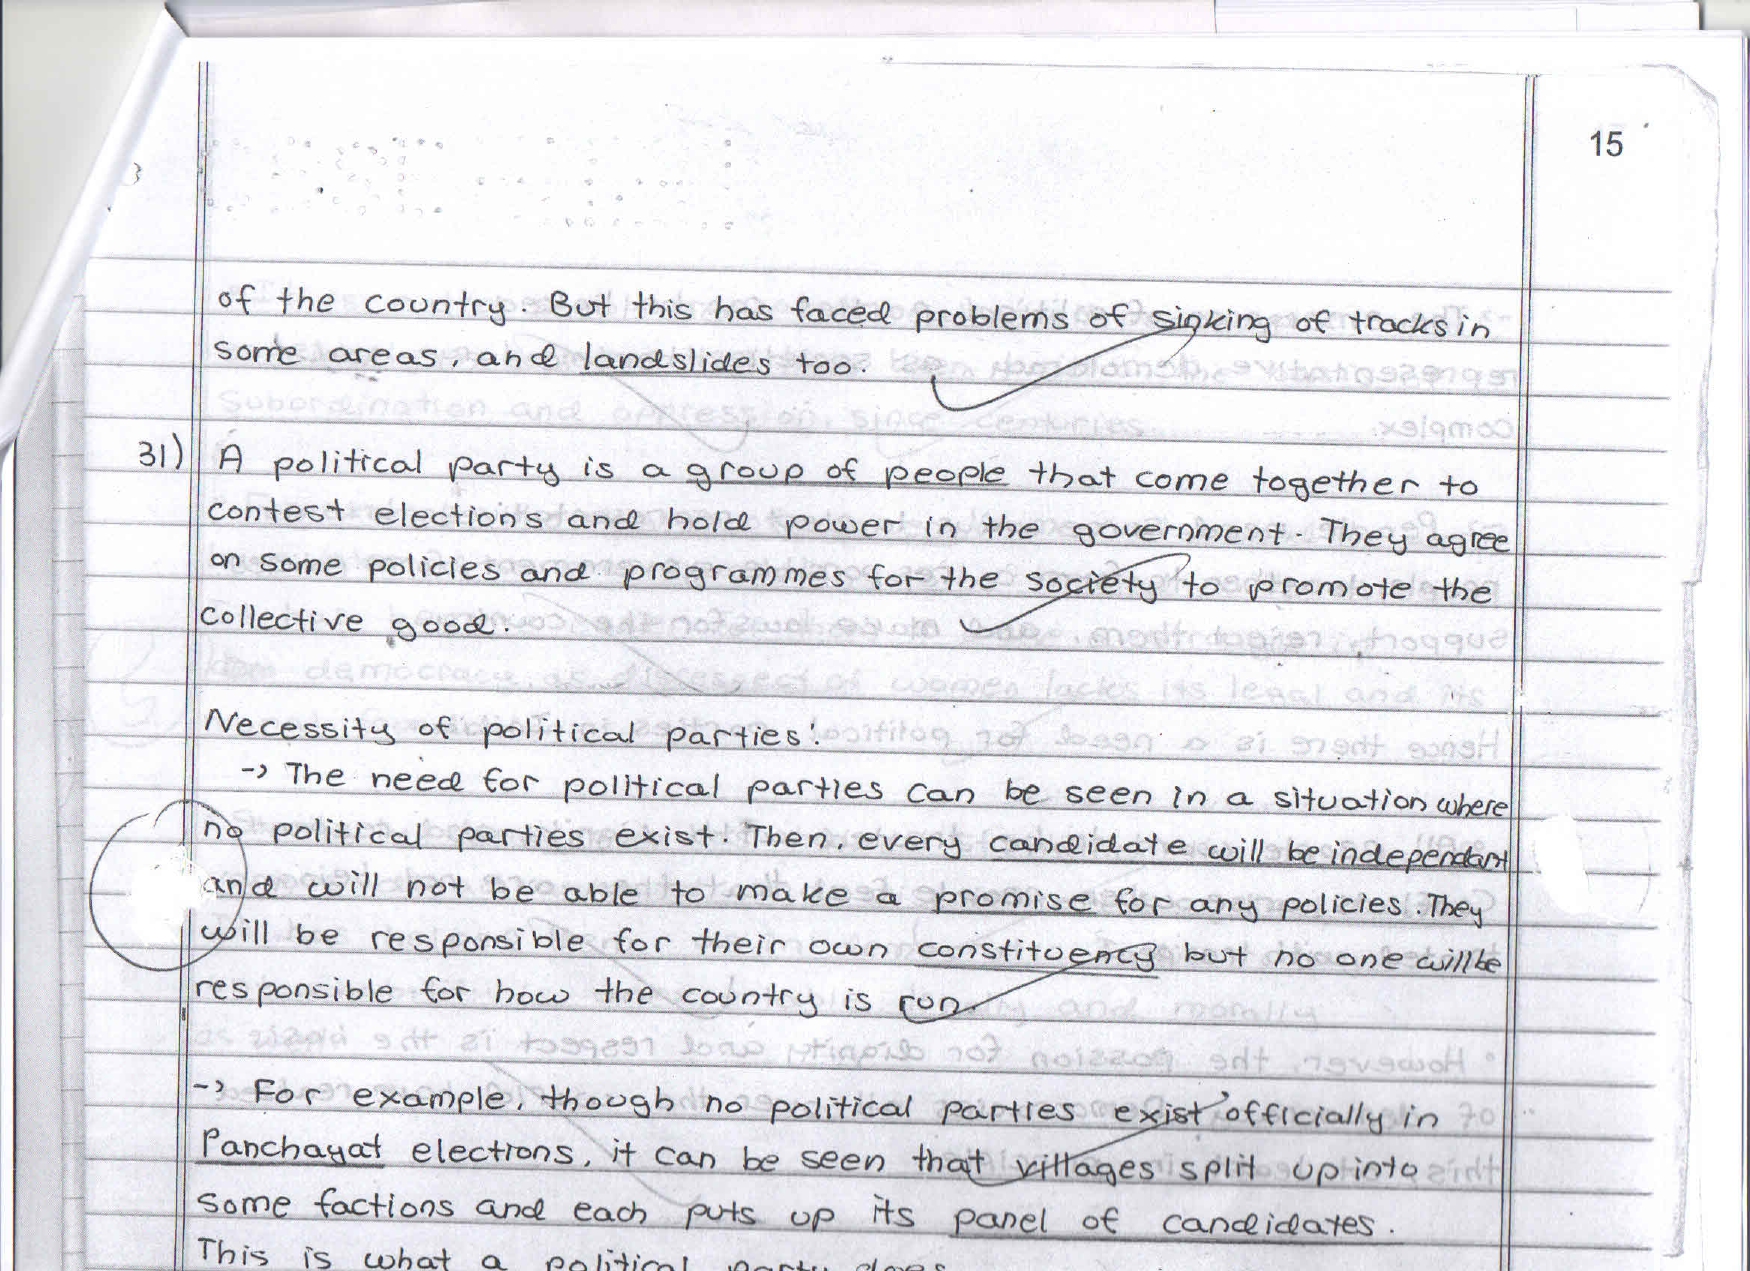 15
of the country. But this has faced problems of sinking of tracks in
some areas, and landslides too.
31) A political party is a group of people that come together to
contest elections and hold power in the government. They agree
on some policies and programmes for the society to promote the
collective good.
Necessity of political parties:
-> The need for political parties can be seen in a situation where
no political parties exist. Then, every candidate will be independant
and will not be able to make a promise for any policies. They
will be responsible for their own constituency but no one will be
responsible for how the country is run.
-> For example, though no political parties exist officially in
Panchayat elections, it can be seen that villages split up into
some factions and each puts up its panel of candidates.
This is what a political party does